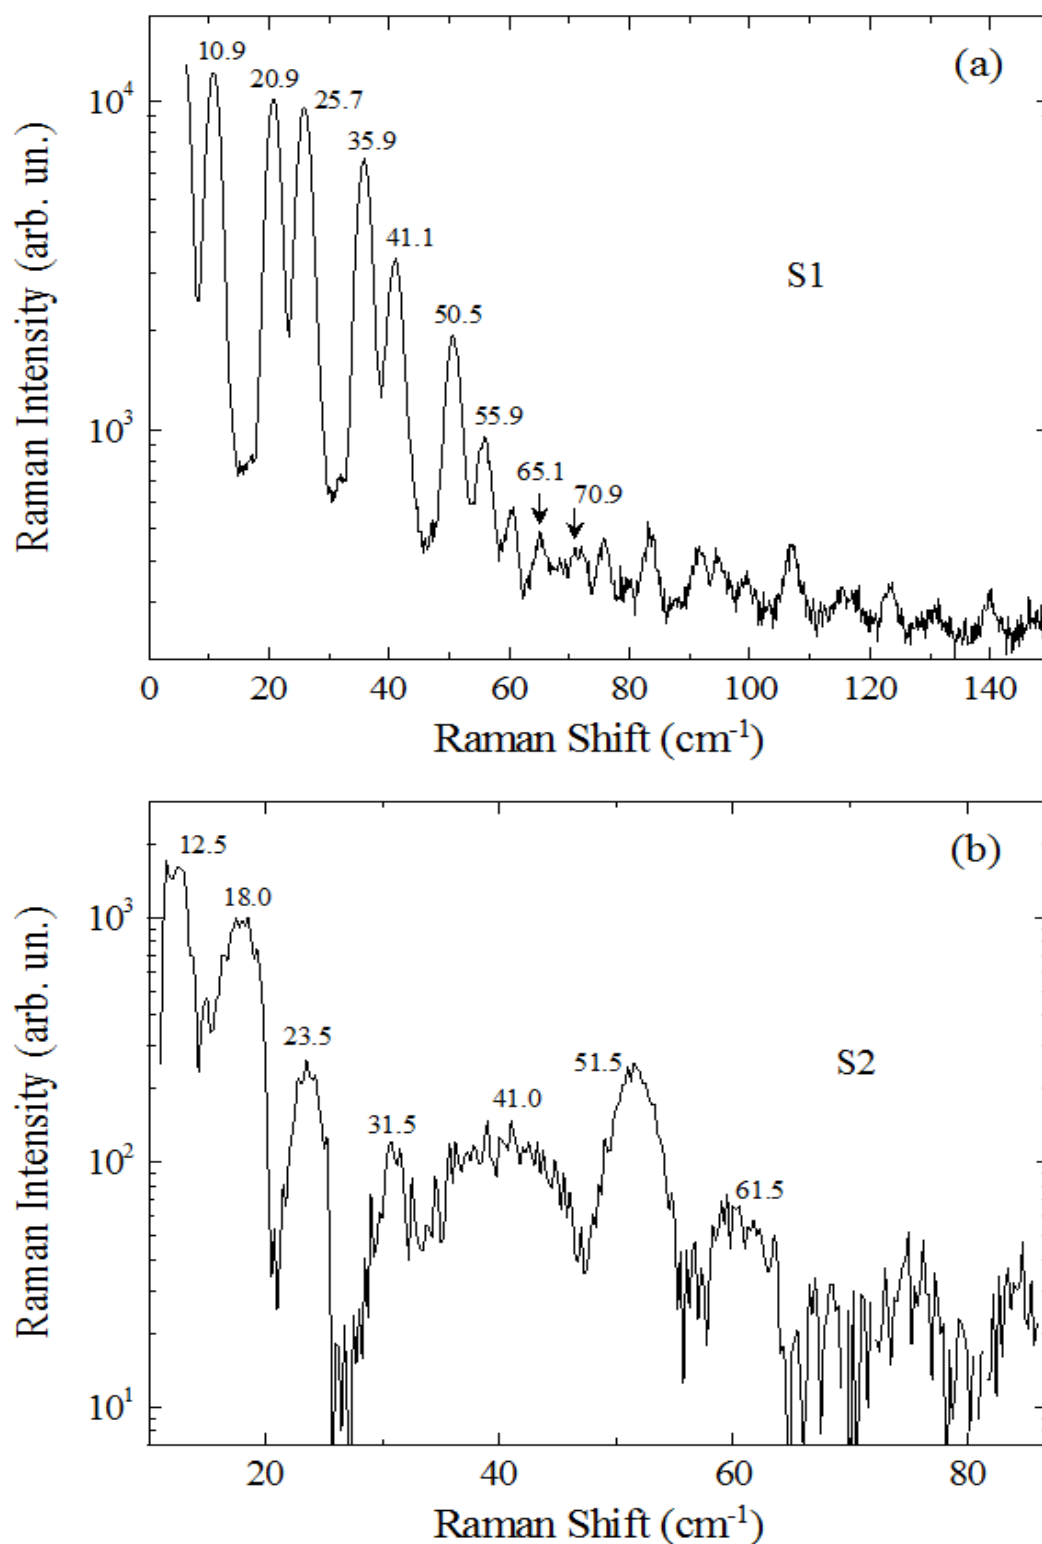 (a)
10.9
20.9
25.7
35.9
41.1
50.5
55.9
65.1
70.9
S1
10⁴
10³
Raman Intensity (arb. un.)
0 20 40 60 80 100 120 140
Raman Shift (cm⁻¹)
(b)
12.5
18.0
23.5
31.5
41.0
51.5
61.5
S2
10³
10²
10¹
Raman Intensity (arb. un.)
20 40 60 80
Raman Shift (cm⁻¹)